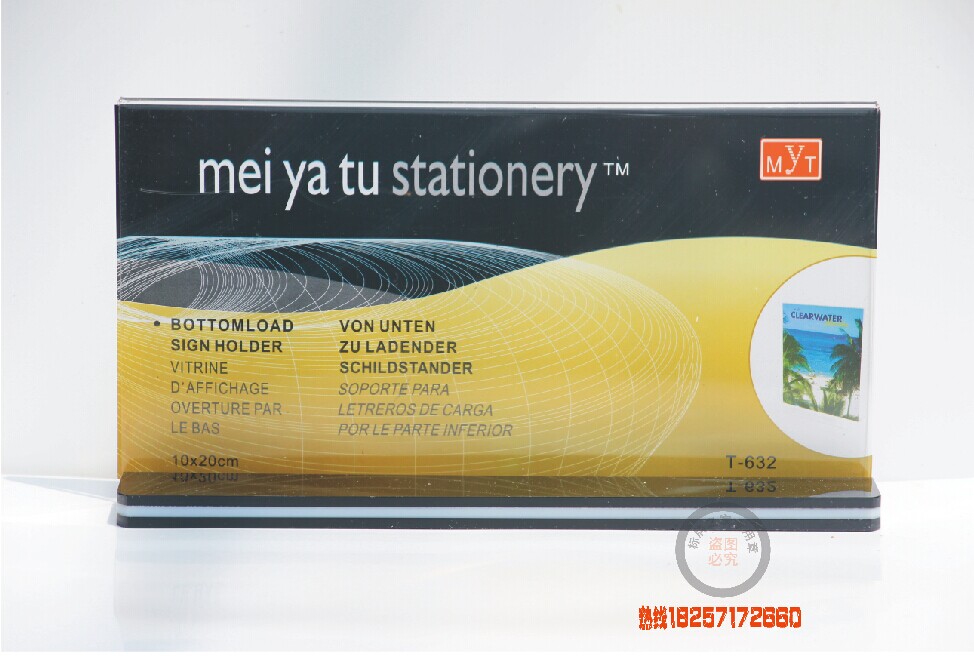 mei ya tu stationery™
MYT
CLEARWATER
• BOTTOMLOAD
SIGN HOLDER
VITRINE
D'AFFICHAGE
OVERTURE PAR
LE BAS
VON UNTEN
ZU LADENDER
SCHILDSTANDER
SOPORTE PARA
LETREROS DE CARGA
POR LE PARTE INFERIOR
10x20cm
T-632
盗图
必究
热线18257172660